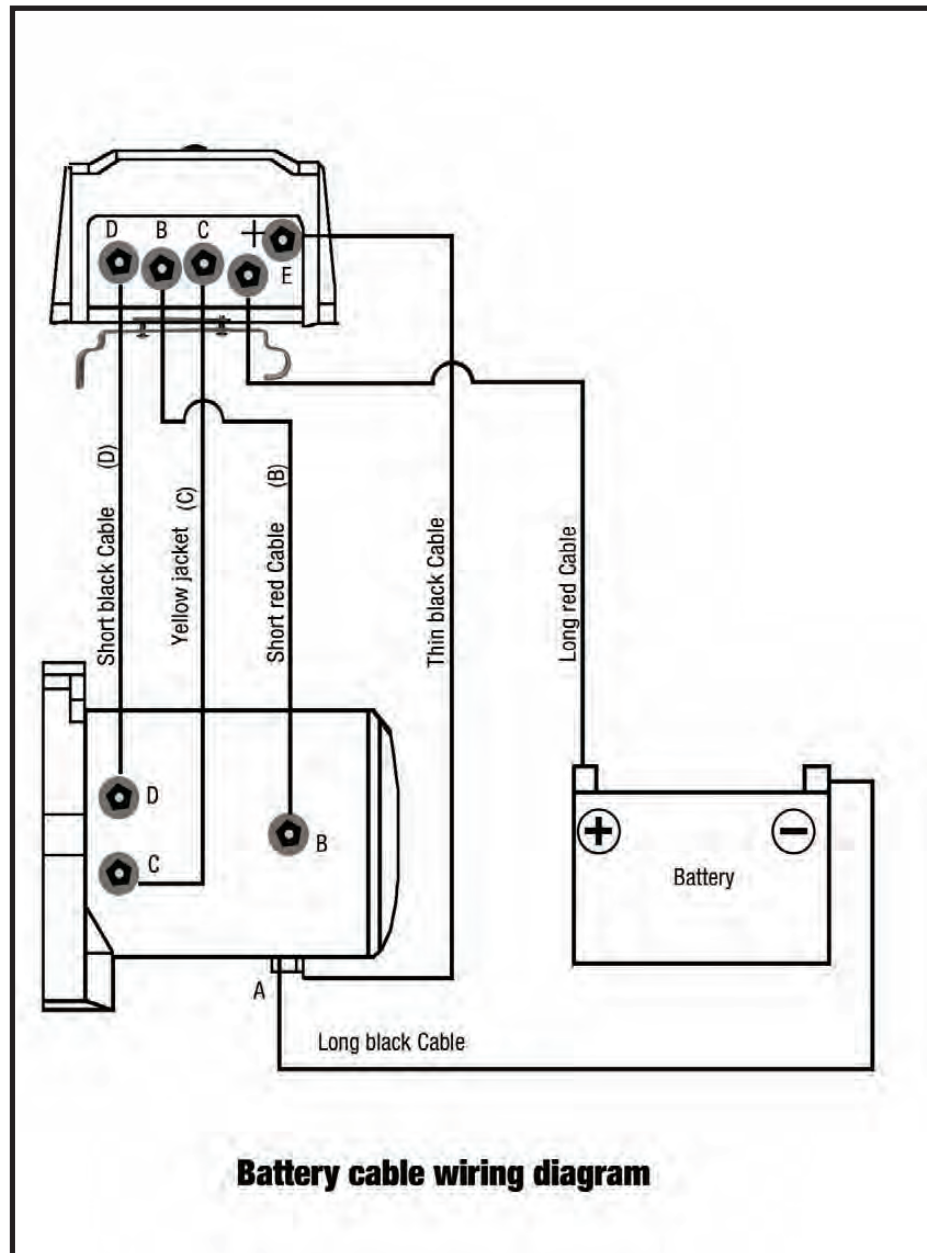 D B C +
E
Short black Cable (D)
Yellow jacket (C)
Short red Cable (B)
Thin black Cable
Long red Cable
D
C
B
+ −
Battery
A
Long black Cable
Battery cable wiring diagram